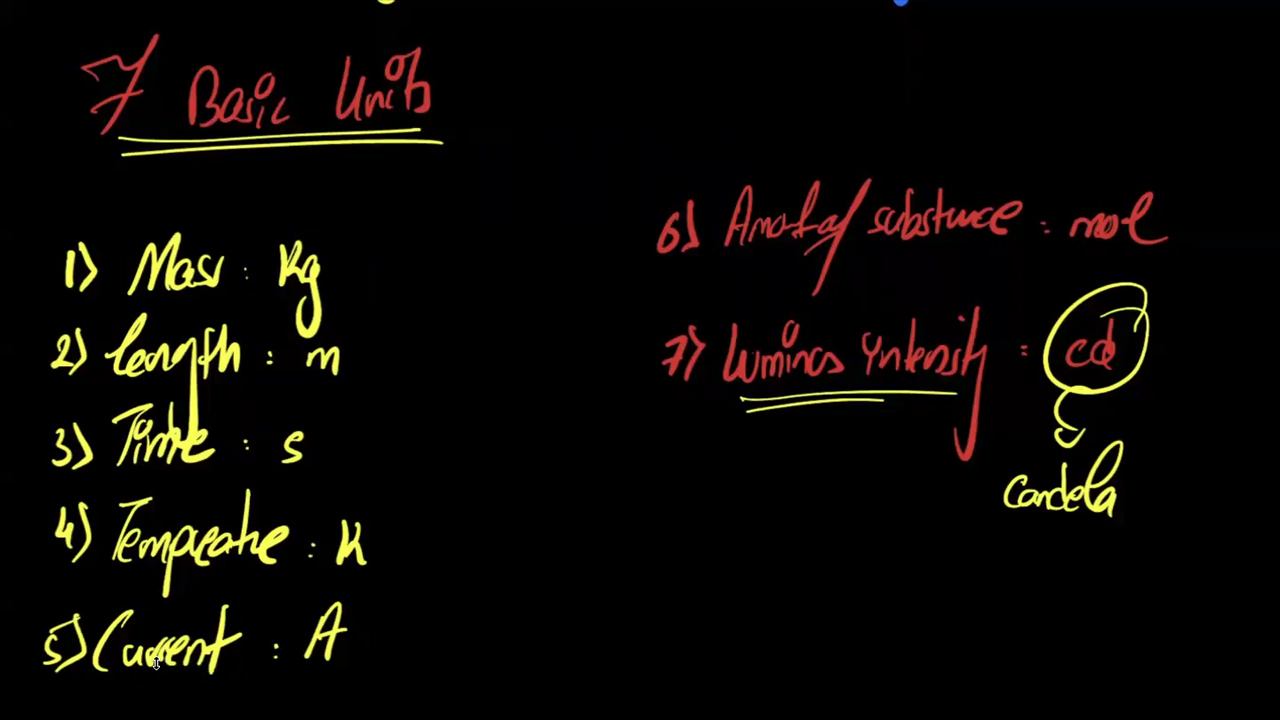 7 Basic Units
1) Mass : Kg
2) length : m
3) Time : s
4) Temperature : K
5) Current : A
6) Amount of substance : mol
7) Luminous Intensity : cd
candela